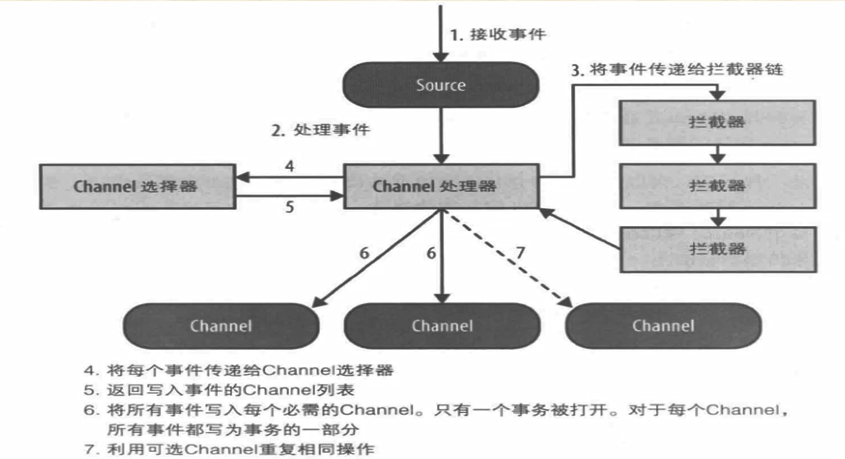 1. 接收事件
Source
3. 将事件传递给拦截器链
拦截器
2. 处理事件
4
Channel 选择器
Channel 处理器
拦截器
5
拦截器
6
6
7
Channel
Channel
Channel
4. 将每个事件传递给Channel选择器
5. 返回写入事件的Channel列表
6. 将所有事件写入每个必需的Channel。只有一个事务被打开。对于每个Channel，
所有事件都写为事务的一部分
7. 利用可选Channel重复相同操作